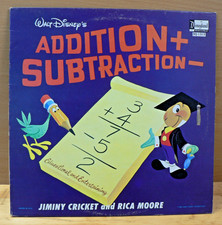 WALT DISNEY'S
ADDITION+
SUBTRACTION-
3
+4
7
-5
2
Educational and Entertaining
JIMINY CRICKET and RICA MOORE